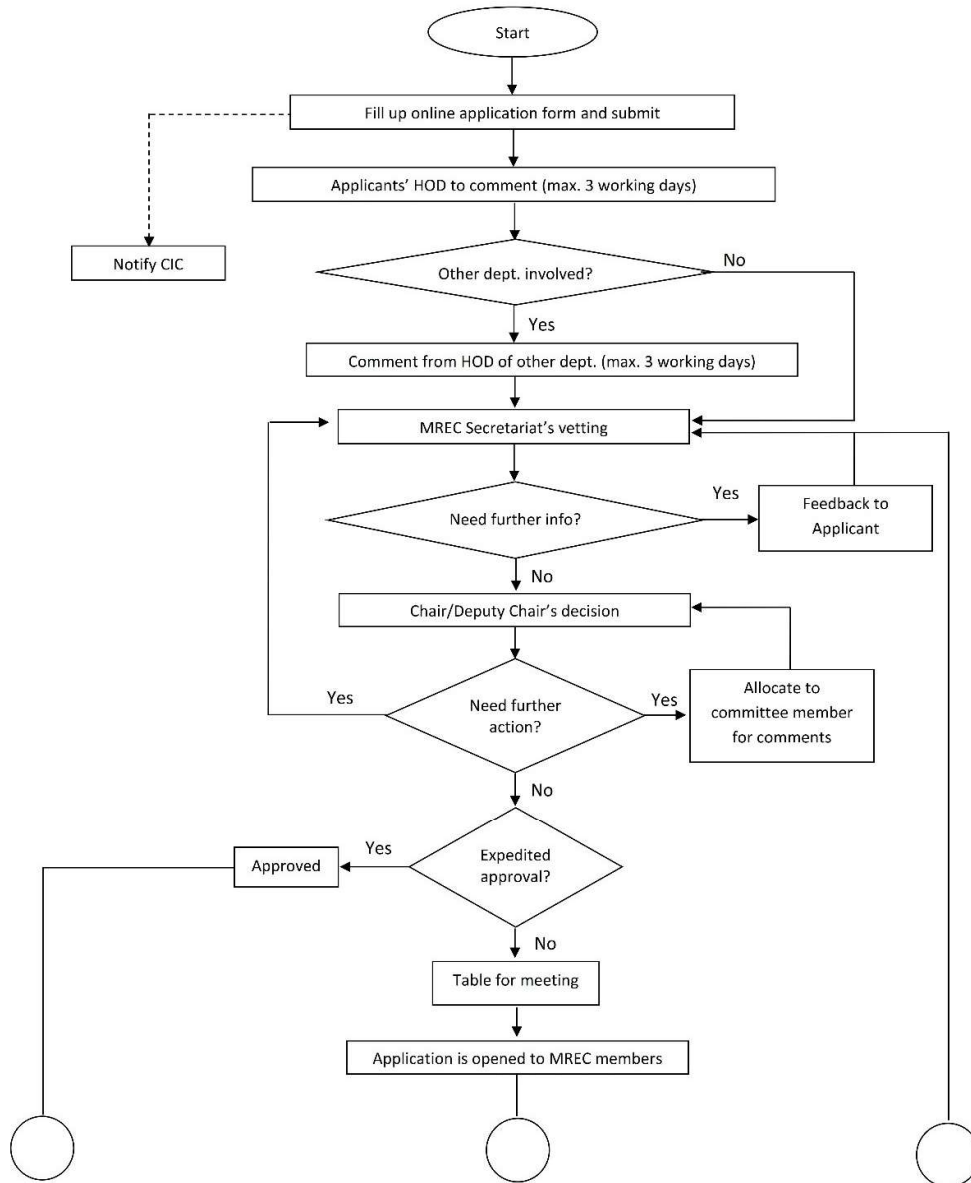 Start
Fill up online application form and submit
Applicants’ HOD to comment (max. 3 working days)
Notify CIC
Other dept. involved?
No
Yes
Comment from HOD of other dept. (max. 3 working days)
MREC Secretariat’s vetting
Need further info?
Yes
Feedback to
Applicant
No
Chair/Deputy Chair’s decision
Yes
Need further
action?
Yes
Allocate to
committee member
for comments
No
Approved
Yes
Expedited
approval?
No
Table for meeting
Application is opened to MREC members